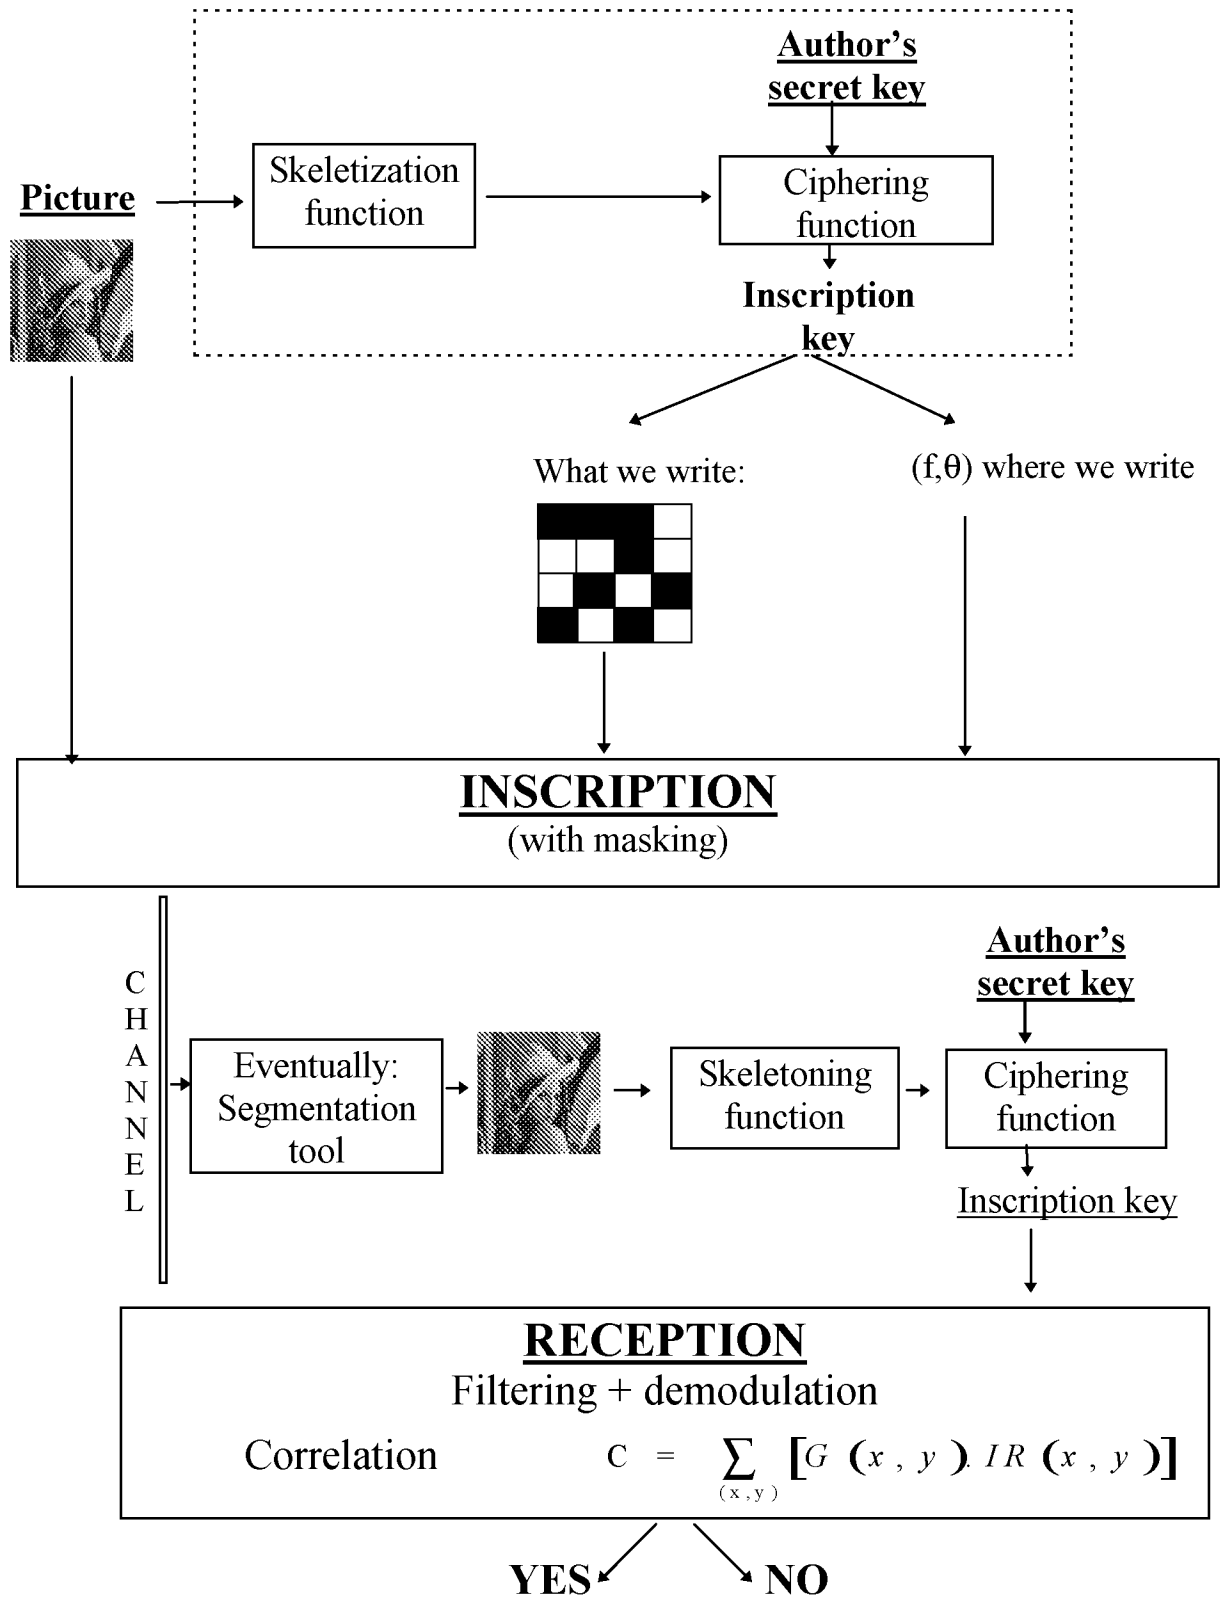 Author's
secret key
Skeletization
function
Ciphering
function
Picture
Inscription
key
What we write:
(f,θ) where we write
INSCRIPTION
(with masking)
CHANNEL
Author's
secret key
Eventually:
Segmentation
tool
Skeletoning
function
Ciphering
function
Inscription key
RECEPTION
Filtering + demodulation
Correlation C = ∑ [G (x , y). IR (x , y)]
(x,y)
YES NO